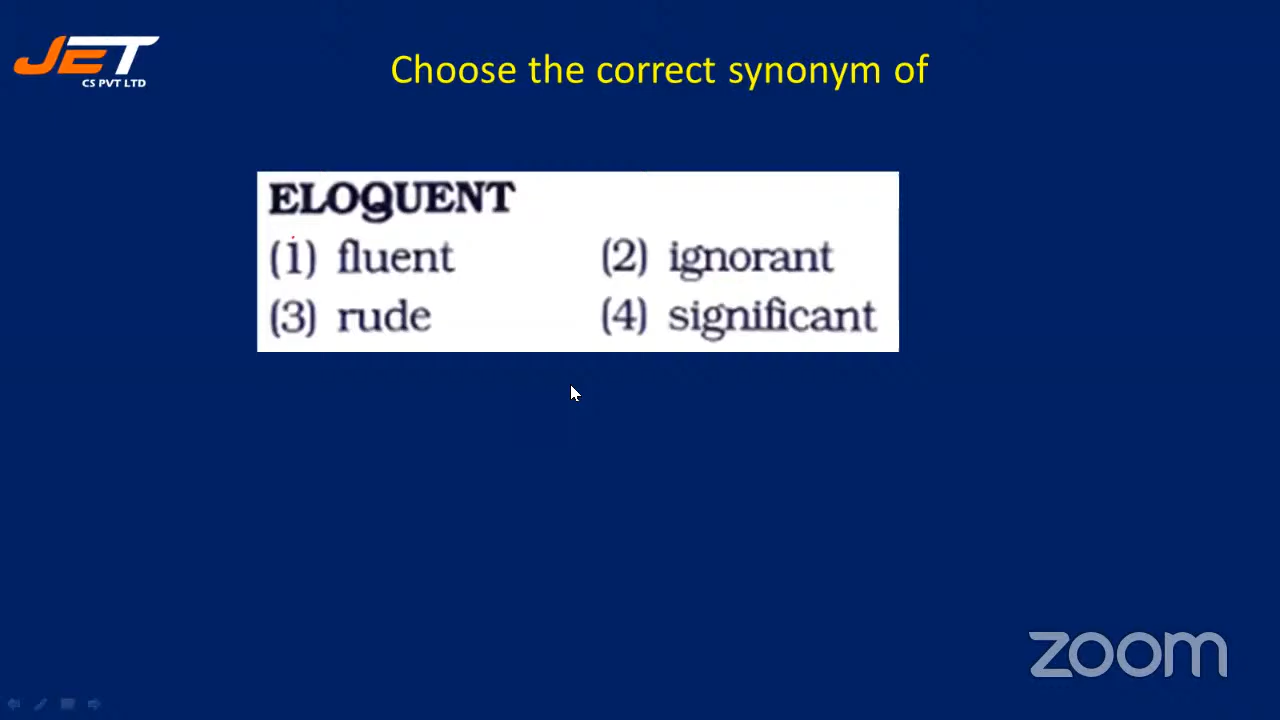 JET
CS PVT LTD
Choose the correct synonym of
ELOQUENT
(1) fluent (2) ignorant
(3) rude (4) significant
zoom